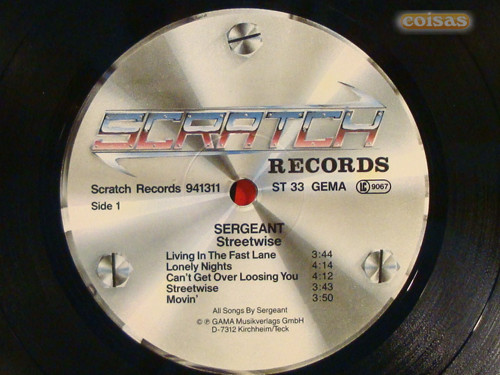 coisas
SCRATCH
RECORDS
Scratch Records 941311
ST 33 GEMA LC 9067
Side 1
SERGEANT
Streetwise
Living In The Fast Lane 3:44
Lonely Nights 4:14
Can't Get Over Loosing You 4:12
Streetwise 3:43
Movin' 3:50
All Songs By Sergeant
© ℗ GAMA Musikverlags GmbH
D-7312 Kirchheim/Teck